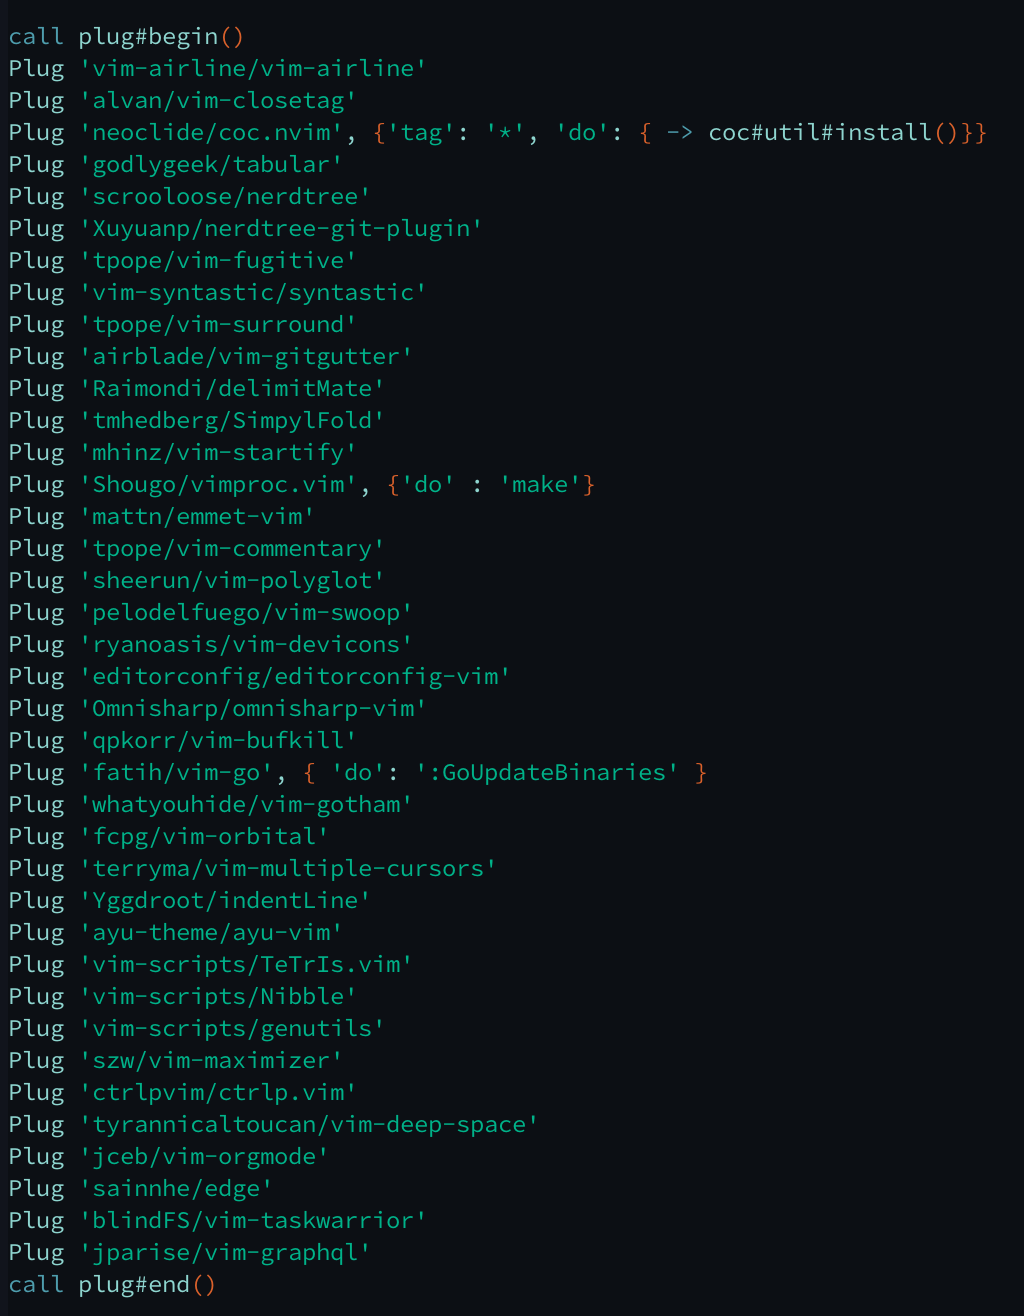 call plug#begin()
Plug 'vim-airline/vim-airline'
Plug 'alvan/vim-closetag'
Plug 'neoclide/coc.nvim', {'tag': '*', 'do': { -> coc#util#install()}}
Plug 'godlygeek/tabular'
Plug 'scrooloose/nerdtree'
Plug 'Xuyuanp/nerdtree-git-plugin'
Plug 'tpope/vim-fugitive'
Plug 'vim-syntastic/syntastic'
Plug 'tpope/vim-surround'
Plug 'airblade/vim-gitgutter'
Plug 'Raimondi/delimitMate'
Plug 'tmhedberg/SimpylFold'
Plug 'mhinz/vim-startify'
Plug 'Shougo/vimproc.vim', {'do' : 'make'}
Plug 'mattn/emmet-vim'
Plug 'tpope/vim-commentary'
Plug 'sheerun/vim-polyglot'
Plug 'pelodelfuego/vim-swoop'
Plug 'ryanoasis/vim-devicons'
Plug 'editorconfig/editorconfig-vim'
Plug 'Omnisharp/omnisharp-vim'
Plug 'qpkorr/vim-bufkill'
Plug 'fatih/vim-go', { 'do': ':GoUpdateBinaries' }
Plug 'whatyouhide/vim-gotham'
Plug 'fcpg/vim-orbital'
Plug 'terryma/vim-multiple-cursors'
Plug 'Yggdroot/indentLine'
Plug 'ayu-theme/ayu-vim'
Plug 'vim-scripts/TeTrIs.vim'
Plug 'vim-scripts/Nibble'
Plug 'vim-scripts/genutils'
Plug 'szw/vim-maximizer'
Plug 'ctrlpvim/ctrlp.vim'
Plug 'tyrannicaltoucan/vim-deep-space'
Plug 'jceb/vim-orgmode'
Plug 'sainnhe/edge'
Plug 'blindFS/vim-taskwarrior'
Plug 'jparise/vim-graphql'
call plug#end()